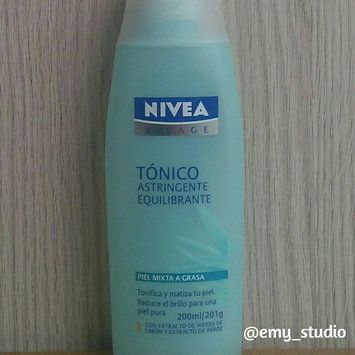 NIVEA
VISAGE
TÓNICO
ASTRINGENTE
EQUILIBRANTE
PIEL MIXTA A GRASA
Tonifica y matiza tu piel.
Reduce el brillo para una
piel pura
200ml/201g
CON EXTRACTO DE HIERBA DE
LIMÓN Y EXTRACTO DE ARROZ
@emy_studio